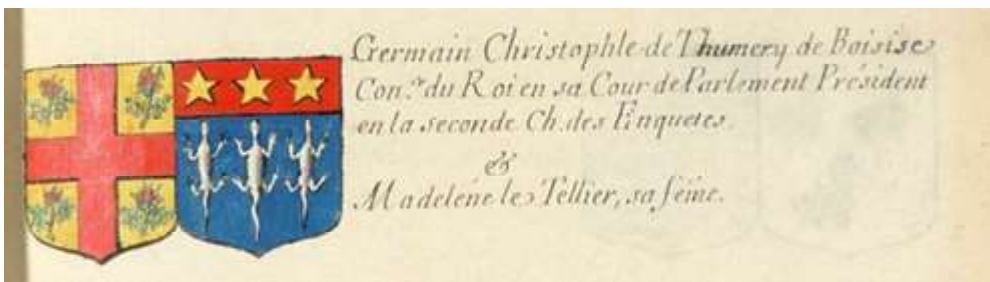 Germain Christophle de Thumery de Boisise
Con.er du Roi en sa Cour de Parlement Président
en la seconde Ch. des Enquetes.
&
Madelene le Tellier, sa féme.